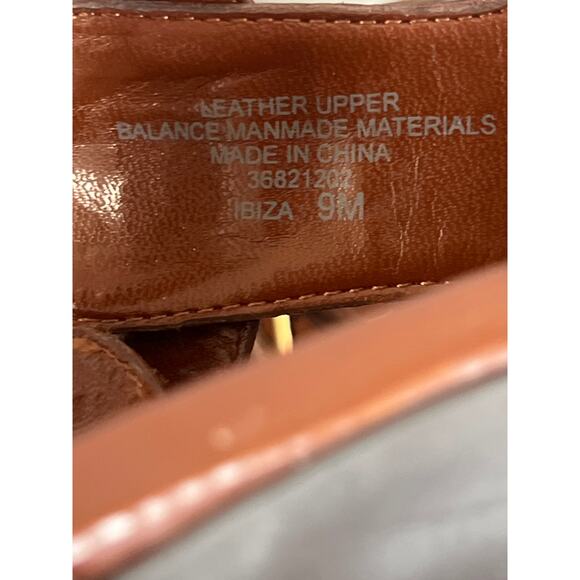 LEATHER UPPER
BALANCE MANMADE MATERIALS
MADE IN CHINA
36821202
IBIZA 9M